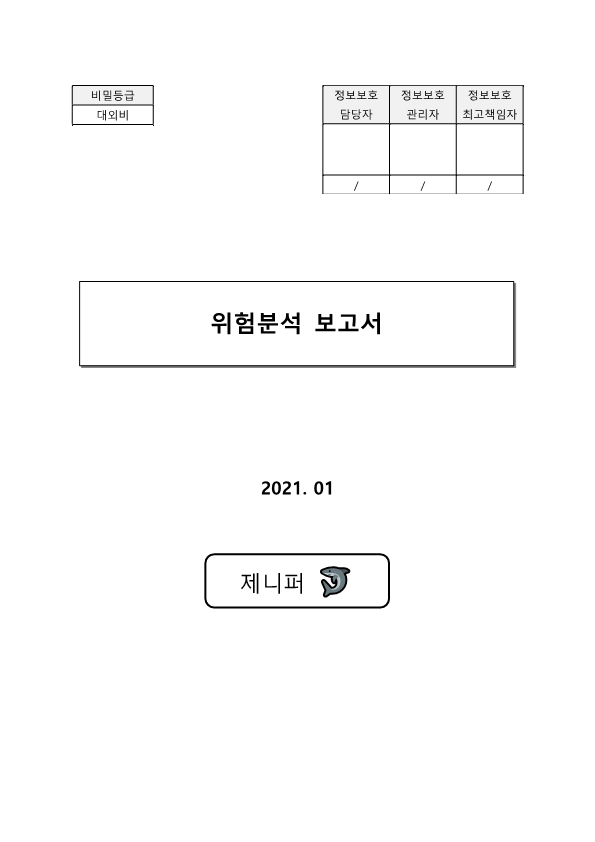 비밀등급
대외비
정보보호 정보보호 정보보호
담당자 관리자 최고책임자
/ / /
위험분석 보고서
2021. 01
제니퍼